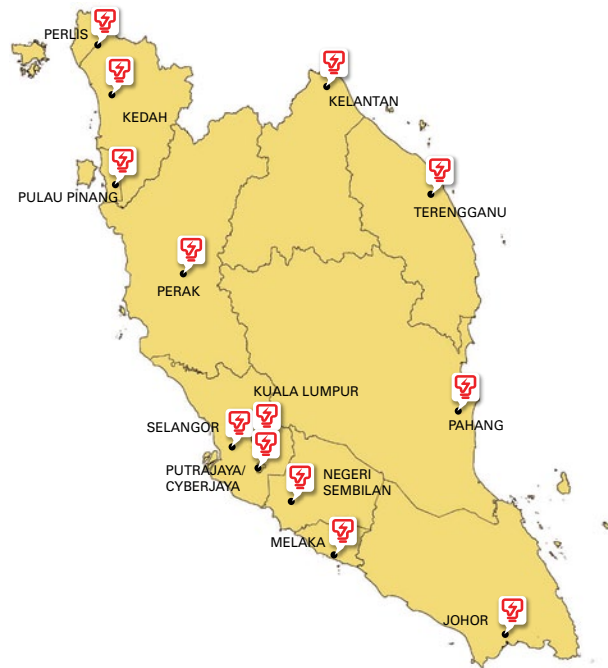 PERLIS
KELANTAN
KEDAH
PULAU PINANG
TERENGGANU
PERAK
KUALA LUMPUR
SELANGOR
PAHANG
PUTRAJAYA/
CYBERJAYA
NEGERI
SEMBILAN
MELAKA
JOHOR